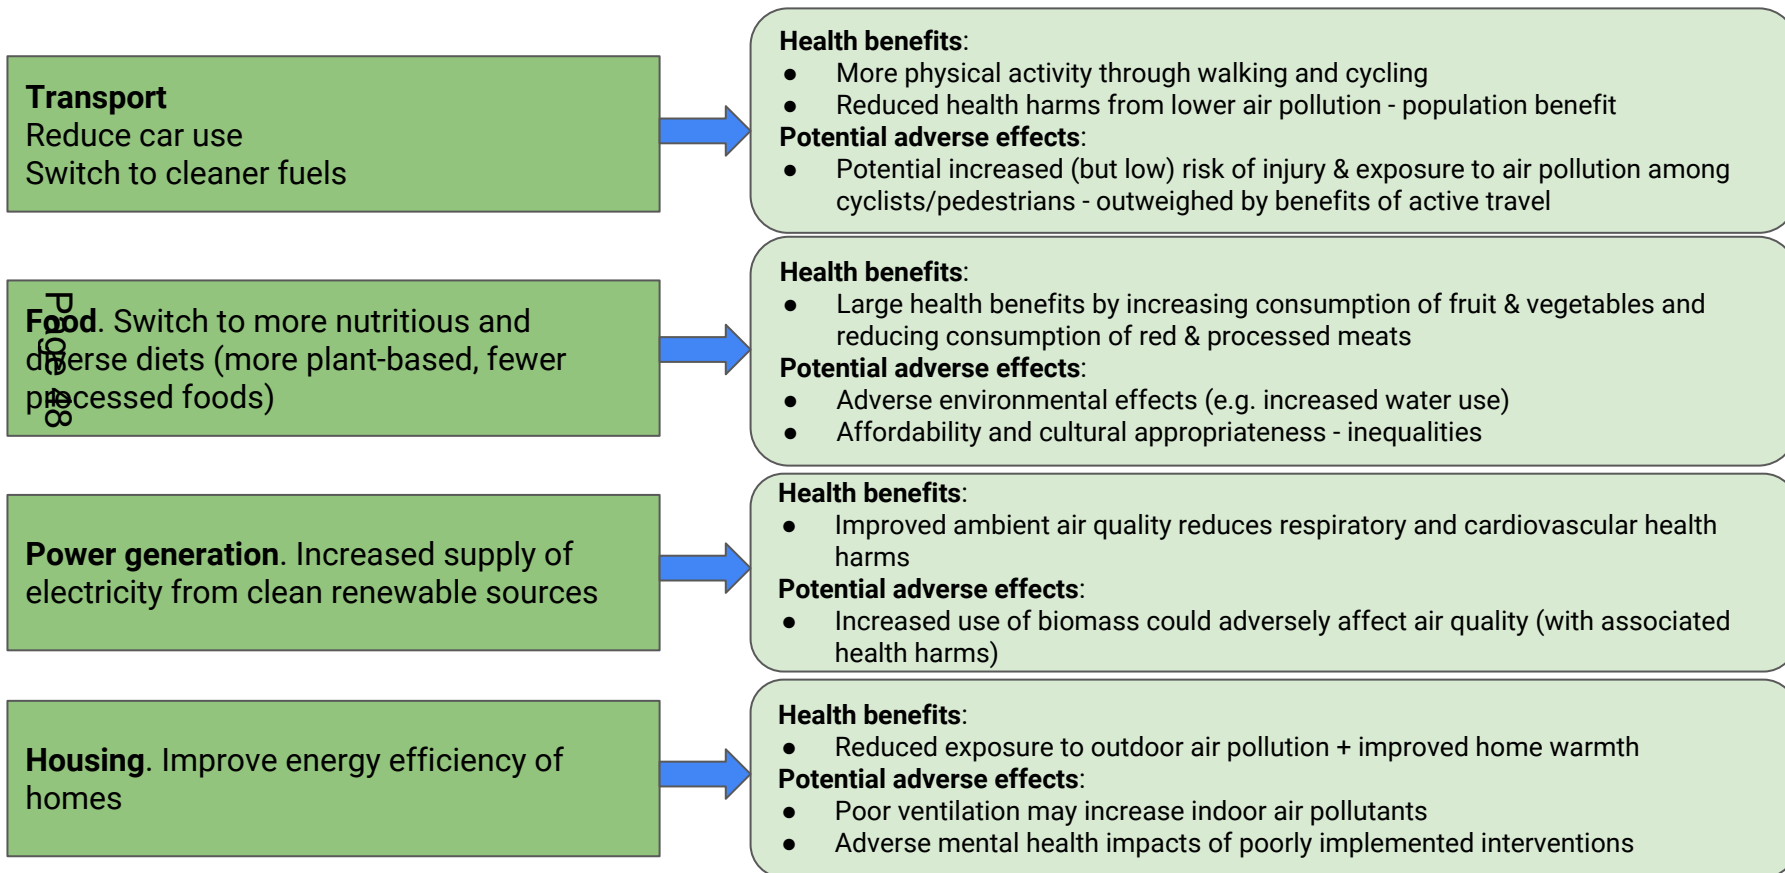 Transport
Reduce car use
Switch to cleaner fuels
Health benefits:
● More physical activity through walking and cycling
● Reduced health harms from lower air pollution - population benefit
Potential adverse effects:
● Potential increased (but low) risk of injury & exposure to air pollution among
cyclists/pedestrians - outweighed by benefits of active travel
Page 48
Food. Switch to more nutritious and
diverse diets (more plant-based, fewer
processed foods)
Health benefits:
● Large health benefits by increasing consumption of fruit & vegetables and
reducing consumption of red & processed meats
Potential adverse effects:
● Adverse environmental effects (e.g. increased water use)
● Affordability and cultural appropriateness - inequalities
Power generation. Increased supply of
electricity from clean renewable sources
Health benefits:
● Improved ambient air quality reduces respiratory and cardiovascular health
harms
Potential adverse effects:
● Increased use of biomass could adversely affect air quality (with associated
health harms)
Housing. Improve energy efficiency of
homes
Health benefits:
● Reduced exposure to outdoor air pollution + improved home warmth
Potential adverse effects:
● Poor ventilation may increase indoor air pollutants
● Adverse mental health impacts of poorly implemented interventions